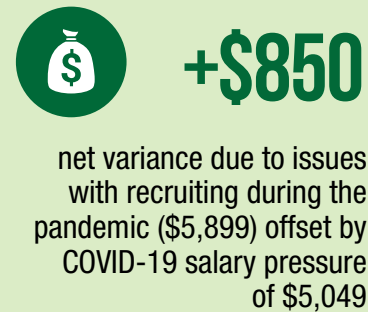 $
+$850
net variance due to issues
with recruiting during the
pandemic ($5,899) offset by
COVID-19 salary pressure
of $5,049